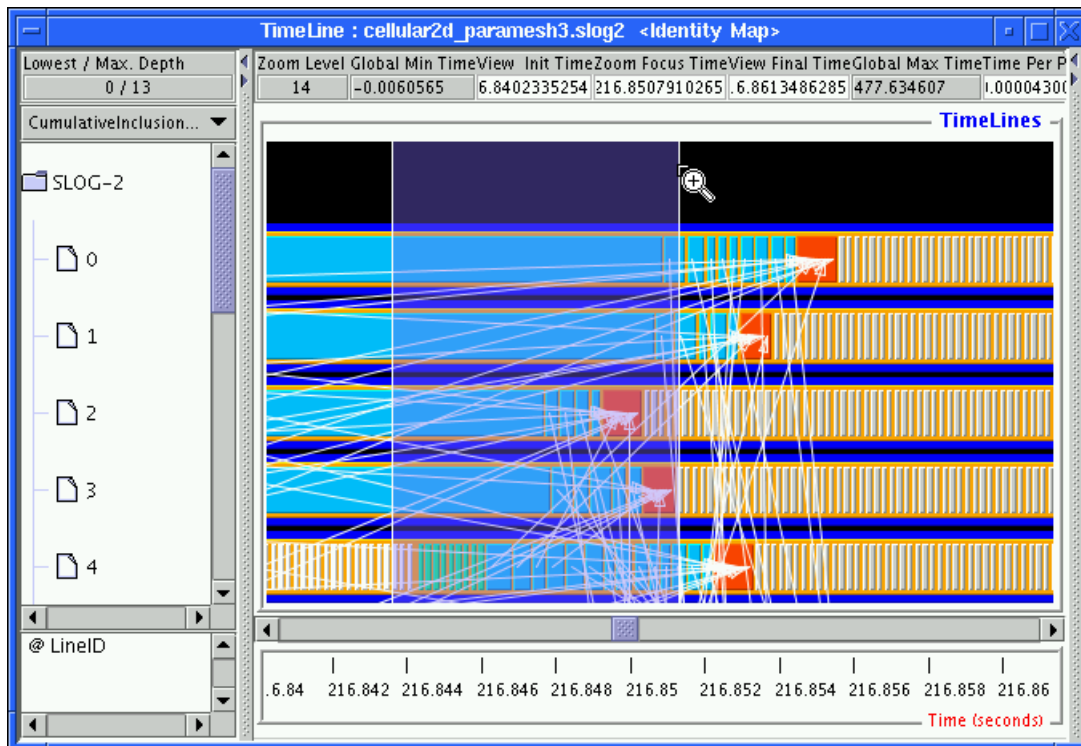 TimeLine : cellular2d_paramesh3.slog2 <Identity Map>
Lowest / Max. Depth
0 / 13
CumulativeInclusion...
Zoom Level Global Min Time View Init Time Zoom Focus Time View Final Time Global Max Time Time Per P
14 -0.0060565 6.8402335254 216.8507910265 .6.8613486285 477.634607 .00004300
TimeLines
SLOG-2
0
1
2
3
4
@ LineID
.6.84 216.842 216.844 216.846 216.848 216.85 216.852 216.854 216.856 216.858 216.86
Time (seconds)